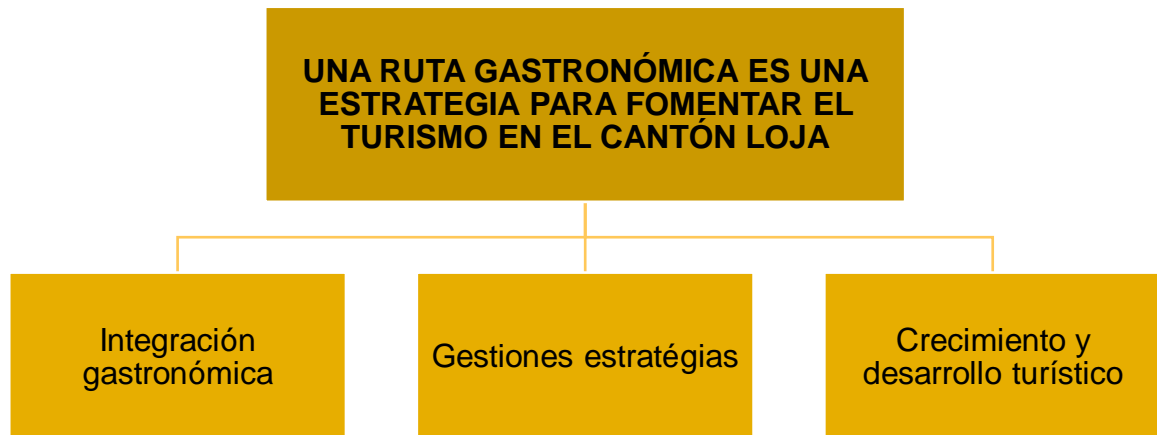 UNA RUTA GASTRONÓMICA ES UNA
ESTRATEGIA PARA FOMENTAR EL
TURISMO EN EL CANTÓN LOJA
Integración
gastronómica
Gestiones estratégias
Crecimiento y
desarrollo turístico